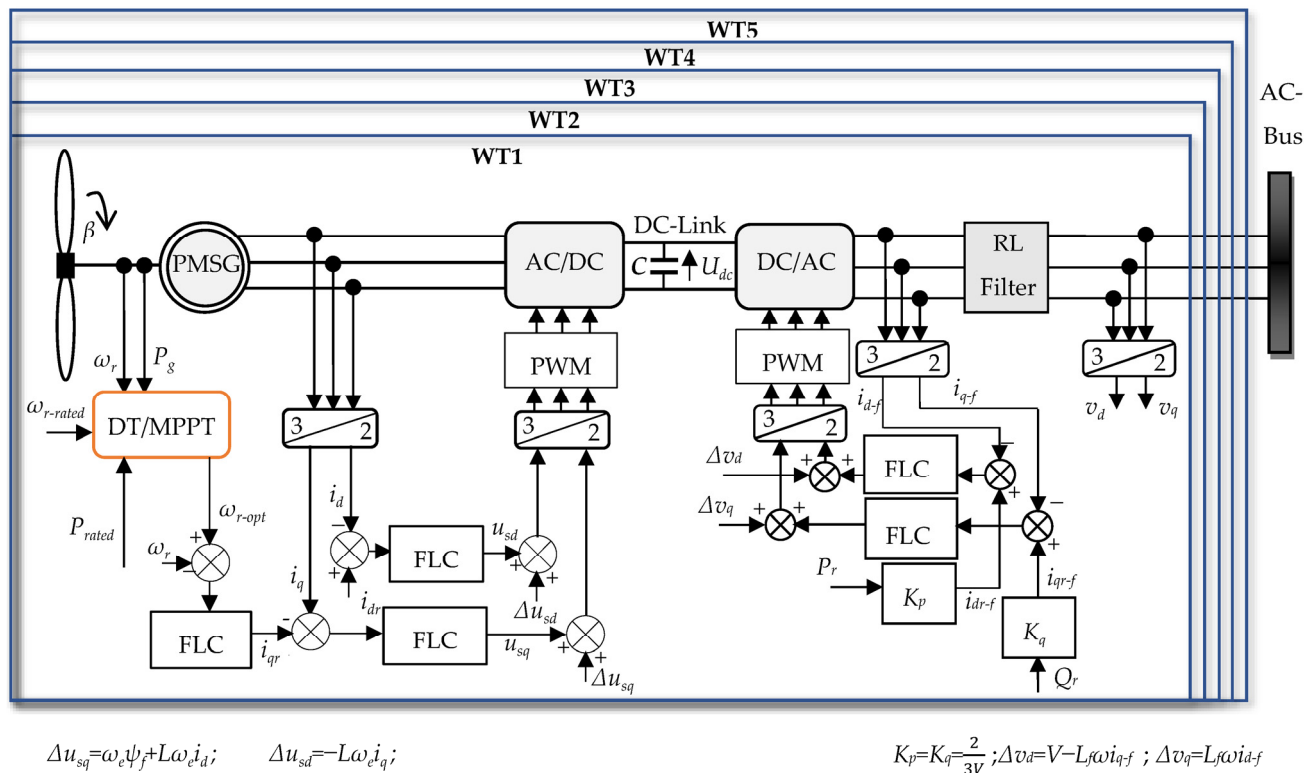 WT5
WT4
WT3
WT2
WT1
AC-
Bus
β
PMSG
AC/DC
DC-Link
C
U_dc
DC/AC
RL
Filter
ω_r
P_g
PWM
PWM
3 2
3 2
ω_r-rated
DT/MPPT
3 2
3 2
3 2
i_d-f
i_q-f
v_d
v_q
P_rated
ω_r-opt
ω_r
+
-
i_d
i_q
−
+
FLC
u_sd
+
+
Δu_sd
Δv_d
+
+
FLC
−
+
Δv_q
+
+
FLC
−
+
P_r
K_p
i_dr-f
i_qr-f
K_q
Q_r
FLC
i_qr
-
i_dr
FLC
u_sq
+
+
Δu_sq
Δu_sq=ω_eψ_f+Lω_ei_d; Δu_sd=−Lω_ei_q; K_p=K_q=2/3V ;Δv_d=V−L_fωi_q-f ; Δv_q=L_fωi_d-f